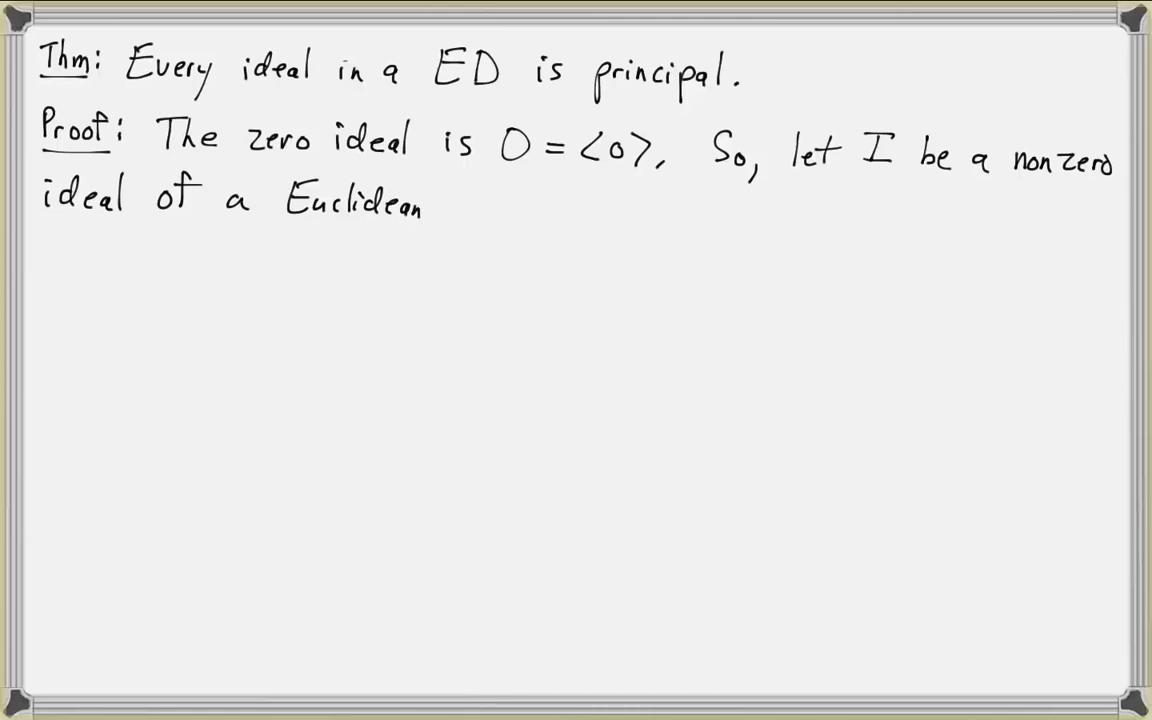 Thm: Every ideal in a ED is principal.
Proof: The zero ideal is 0 = <0>. So, let I be a nonzero
ideal of a Euclidean